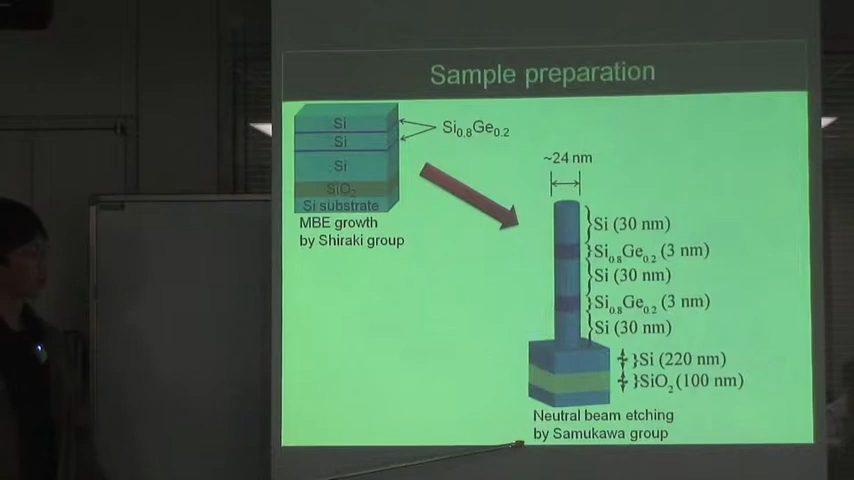 Sample preparation
Si
Si
Si
SiO₂
Si substrate
Si₀.₈Ge₀.₂
MBE growth
by Shiraki group
~24 nm
Si (30 nm)
Si₀.₈Ge₀.₂ (3 nm)
Si (30 nm)
Si₀.₈Ge₀.₂ (3 nm)
Si (30 nm)
Si (220 nm)
SiO₂ (100 nm)
Neutral beam etching
by Samukawa group